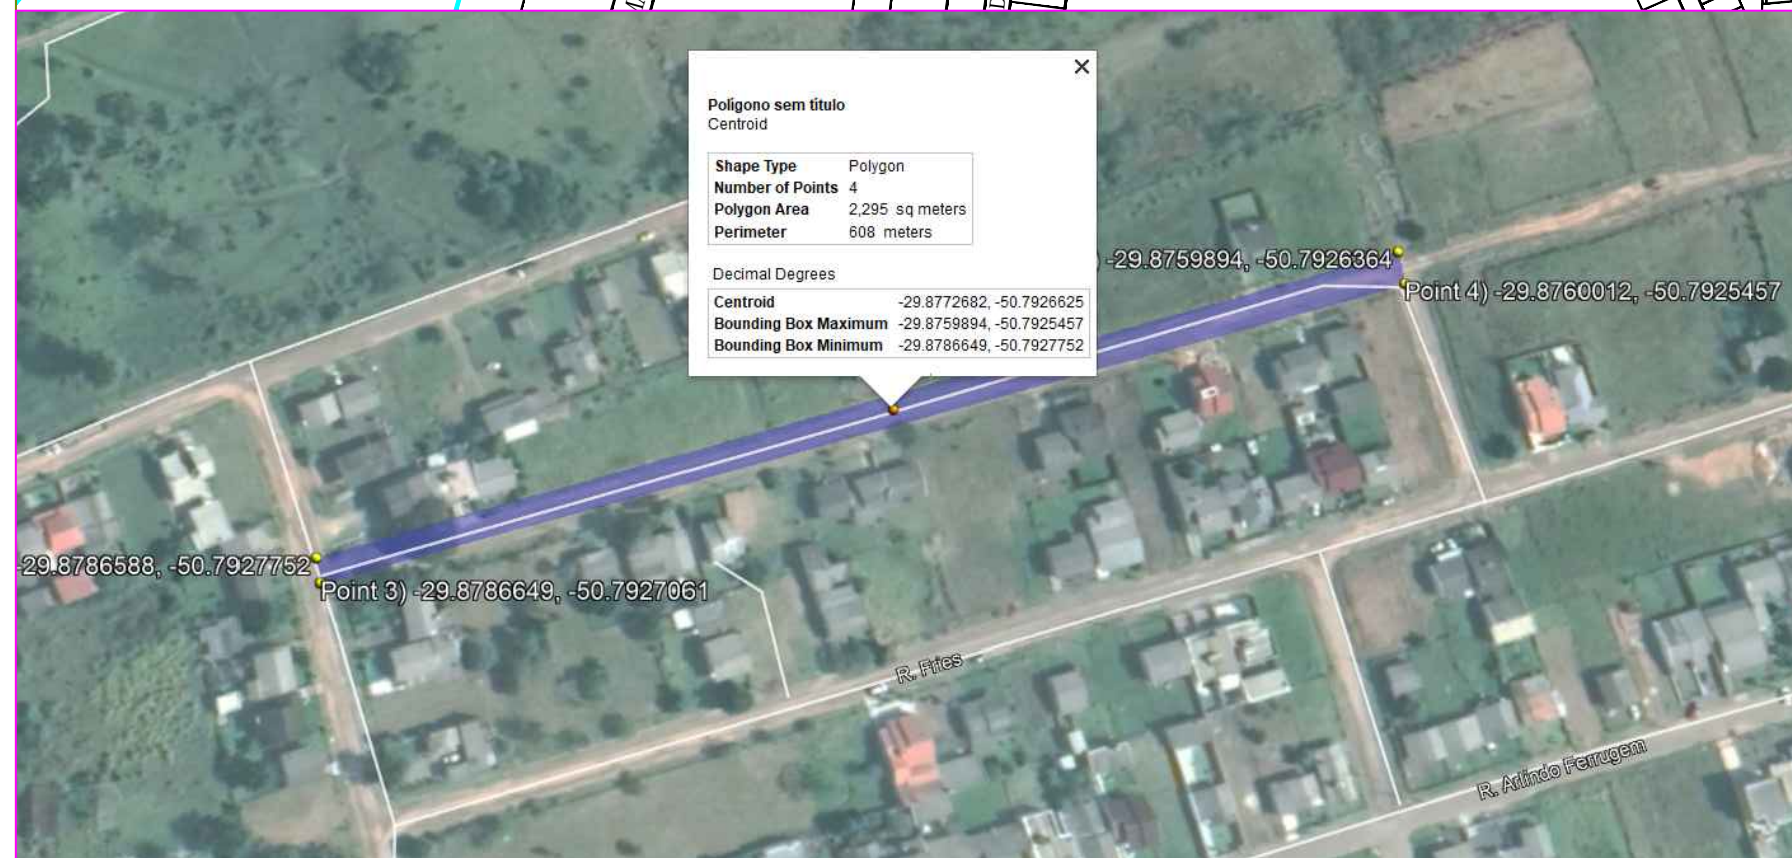 Polígono sem título
Centroid
Shape Type Polygon
Number of Points 4
Polygon Area 2,295 sq meters
Perimeter 608 meters
Decimal Degrees
Centroid -29.8772682, -50.7926625
Bounding Box Maximum -29.8759894, -50.7925457
Bounding Box Minimum -29.8786649, -50.7927752
) -29.8759894, -50.7926364
Point 4) -29.8760012, -50.7925457
-29.8786588, -50.7927752
Point 3) -29.8786649, -50.7927061
R. Fries
R. Arlindo Ferrugem